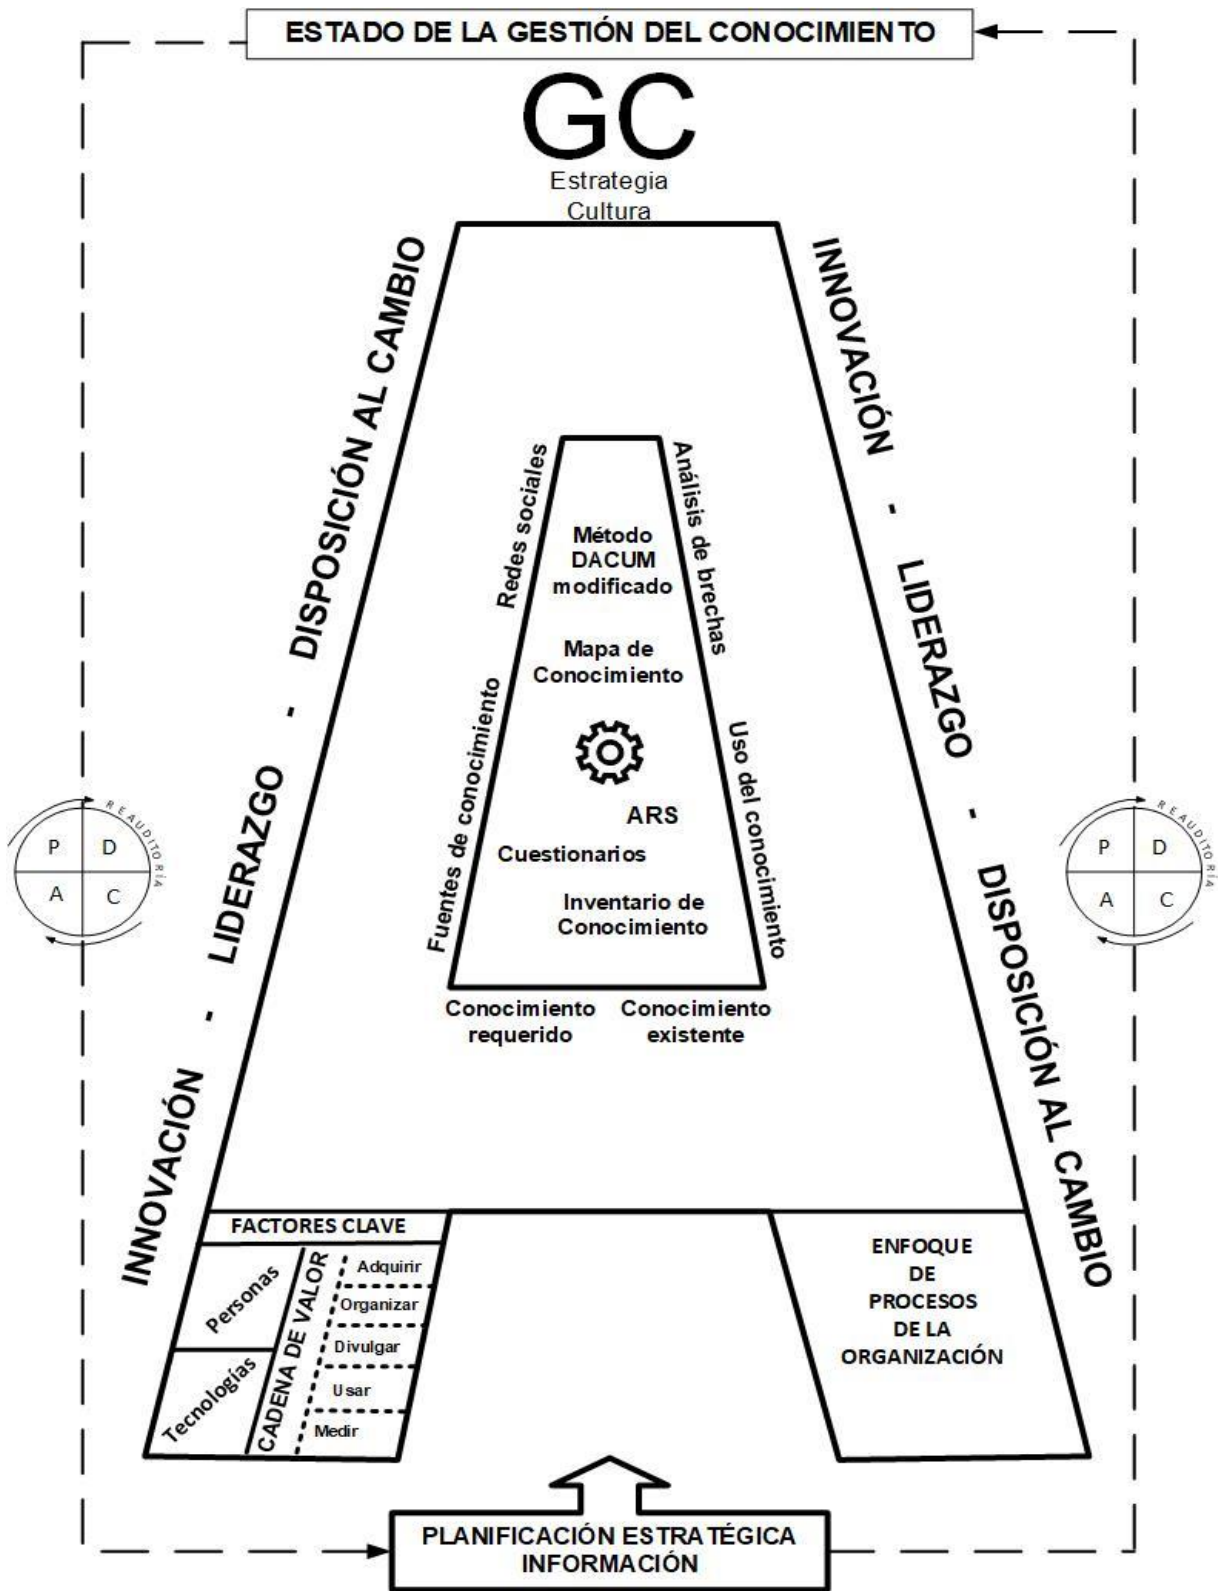 ESTADO DE LA GESTIÓN DEL CONOCIMIENTO
GC
Estrategia
Cultura
INNOVACIÓN - LIDERAZGO - DISPOSICIÓN AL CAMBIO
INNOVACIÓN - LIDERAZGO - DISPOSICIÓN AL CAMBIO
Redes sociales
Fuentes de conocimiento
Análisis de brechas
Uso del conocimiento
Método
DACUM
modificado
Mapa de
Conocimiento
ARS
Cuestionarios
Inventario de
Conocimiento
Conocimiento
requerido
Conocimiento
existente
REAUDITORÍA
P D
A C
REAUDITORÍA
P D
A C
FACTORES CLAVE
Personas
Tecnologías
CADENA DE VALOR
Adquirir
Organizar
Divulgar
Usar
Medir
ENFOQUE
DE
PROCESOS
DE LA
ORGANIZACIÓN
PLANIFICACIÓN ESTRATÉGICA
INFORMACIÓN